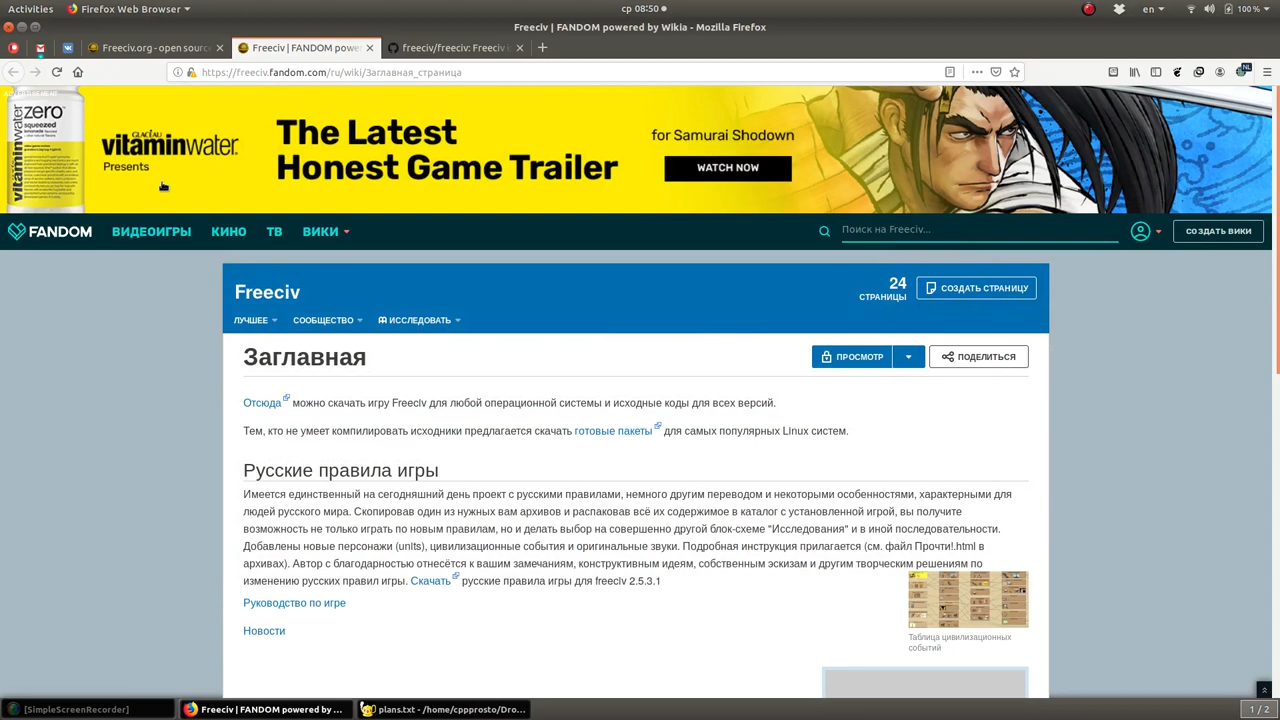 Activities
Firefox Web Browser
ср 08:50
en
100 %
Freeciv | FANDOM powered by Wikia - Mozilla Firefox
Freeciv.org - open sourc
Freeciv | FANDOM powe
freeciv/freeciv: Freeciv i
https://freeciv.fandom.com/ru/wiki/Заглавная_страница
NL
ADVERTISEMENT
zero
squeezed
vitaminwater
GLACÉAU
vitaminwater
Presents
The Latest
Honest Game Trailer
for Samurai Shodown
WATCH NOW
FANDOM
ВИДЕОИГРЫ
КИНО
ТВ
ВИКИ
Поиск на Freeciv...
СОЗДАТЬ ВИКИ
Freeciv
24
СТРАНИЦЫ
СОЗДАТЬ СТРАНИЦУ
ЛУЧШЕЕ
СООБЩЕСТВО
ИССЛЕДОВАТЬ
Заглавная
ПРОСМОТР
ПОДЕЛИТЬСЯ
Отсюда можно скачать игру Freeciv для любой операционной системы и исходные коды для всех версий.
Тем, кто не умеет компилировать исходники предлагается скачать готовые пакеты для самых популярных Linux систем.
Русские правила игры
Имеется единственный на сегодняшний день проект с русскими правилами, немного другим переводом и некоторыми особенностями, характерными для
людей русского мира. Скопировав один из нужных вам архивов и распаковав всё их содержимое в каталог с установленной игрой, вы получите
возможность не только играть по новым правилам, но и делать выбор на совершенно другой блок-схеме "Исследования" и в иной последовательности.
Добавлены новые персонажи (units), цивилизационные события и оригинальные звуки. Подробная инструкция прилагается (см. файл Прочти!.html в
архивах). Автор с благодарностью отнесётся к вашим замечаниям, конструктивным идеям, собственным эскизам и другим творческим решениям по
изменению русских правил игры. Скачать русские правила игры для freeciv 2.5.3.1
Руководство по игре
Таблица цивилизационных
событий
Новости
[SimpleScreenRecorder]
Freeciv | FANDOM powered by ...
plans.txt - /home/cppprosto/Dro...
1 / 2